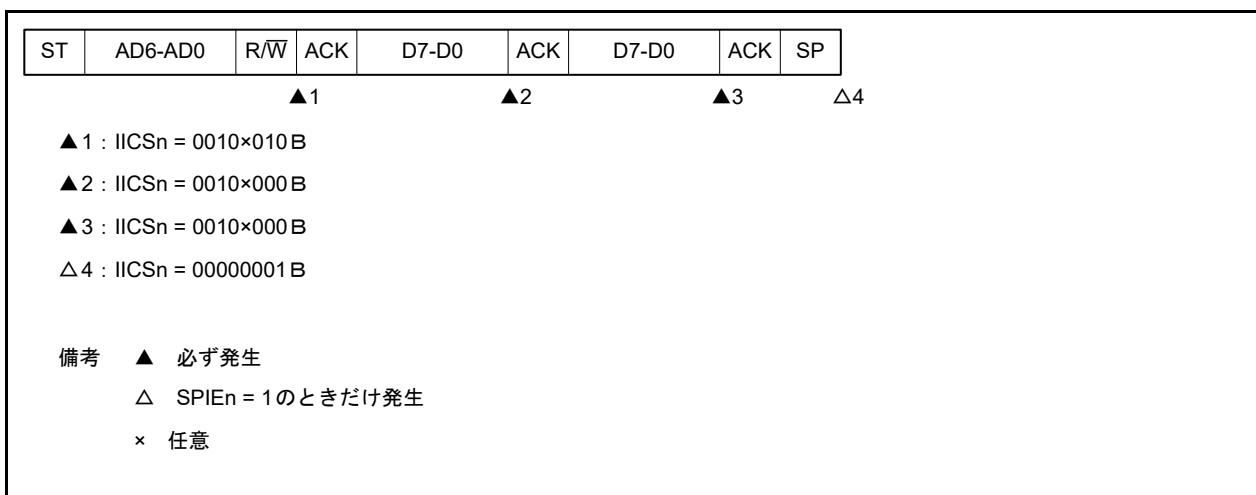 ST AD6-AD0 R/W̅ ACK D7-D0 ACK D7-D0 ACK SP
▲1 ▲2 ▲3 △4
▲1：IICSn = 0010×010B
▲2：IICSn = 0010×000B
▲3：IICSn = 0010×000B
△4：IICSn = 00000001B
備考 ▲ 必ず発生
△ SPIEn = 1のときだけ発生
× 任意